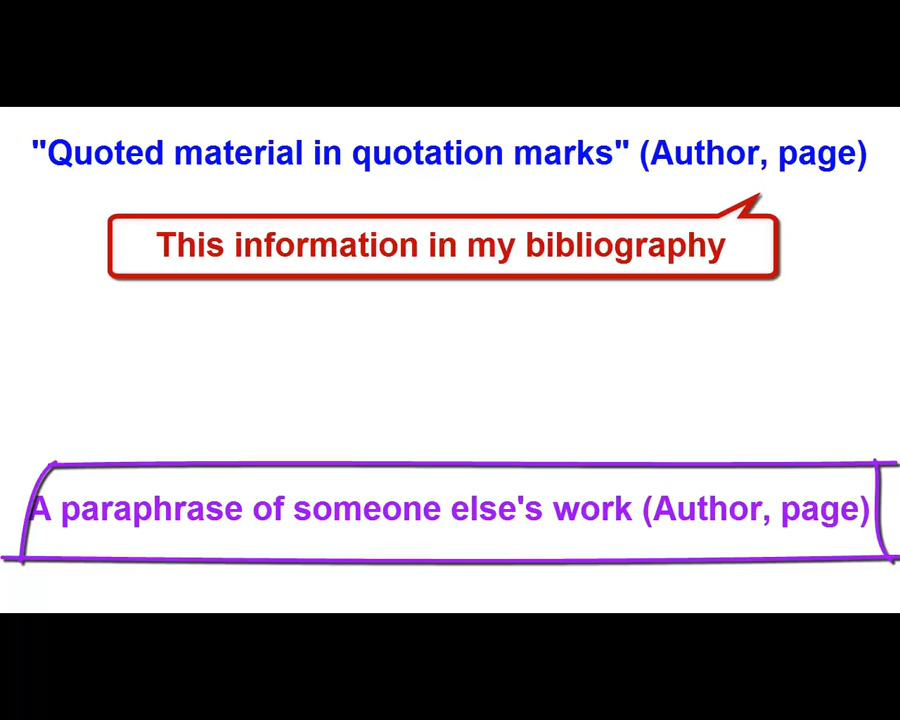 "Quoted material in quotation marks" (Author, page)
This information in my bibliography
A paraphrase of someone else's work (Author, page)